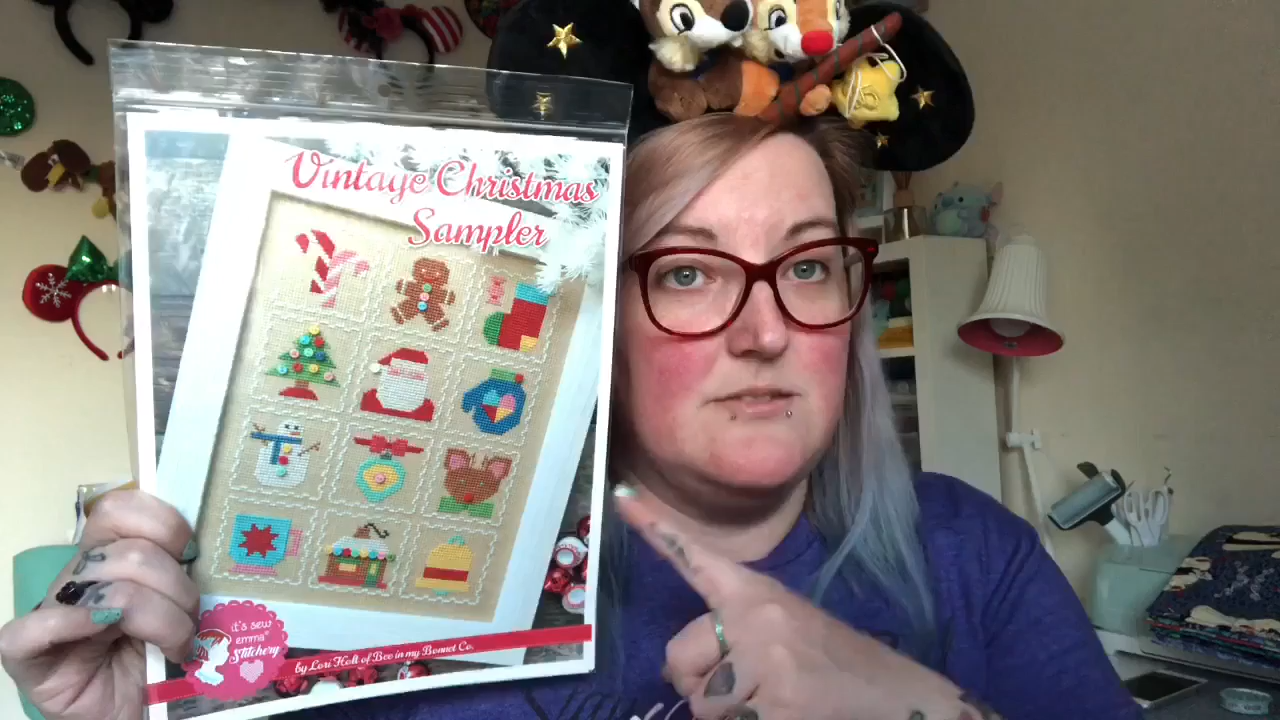 Vintage Christmas
Sampler
it's sew
emma
Stitchery
by Lori Holt of Bee in my Bonnet Co.